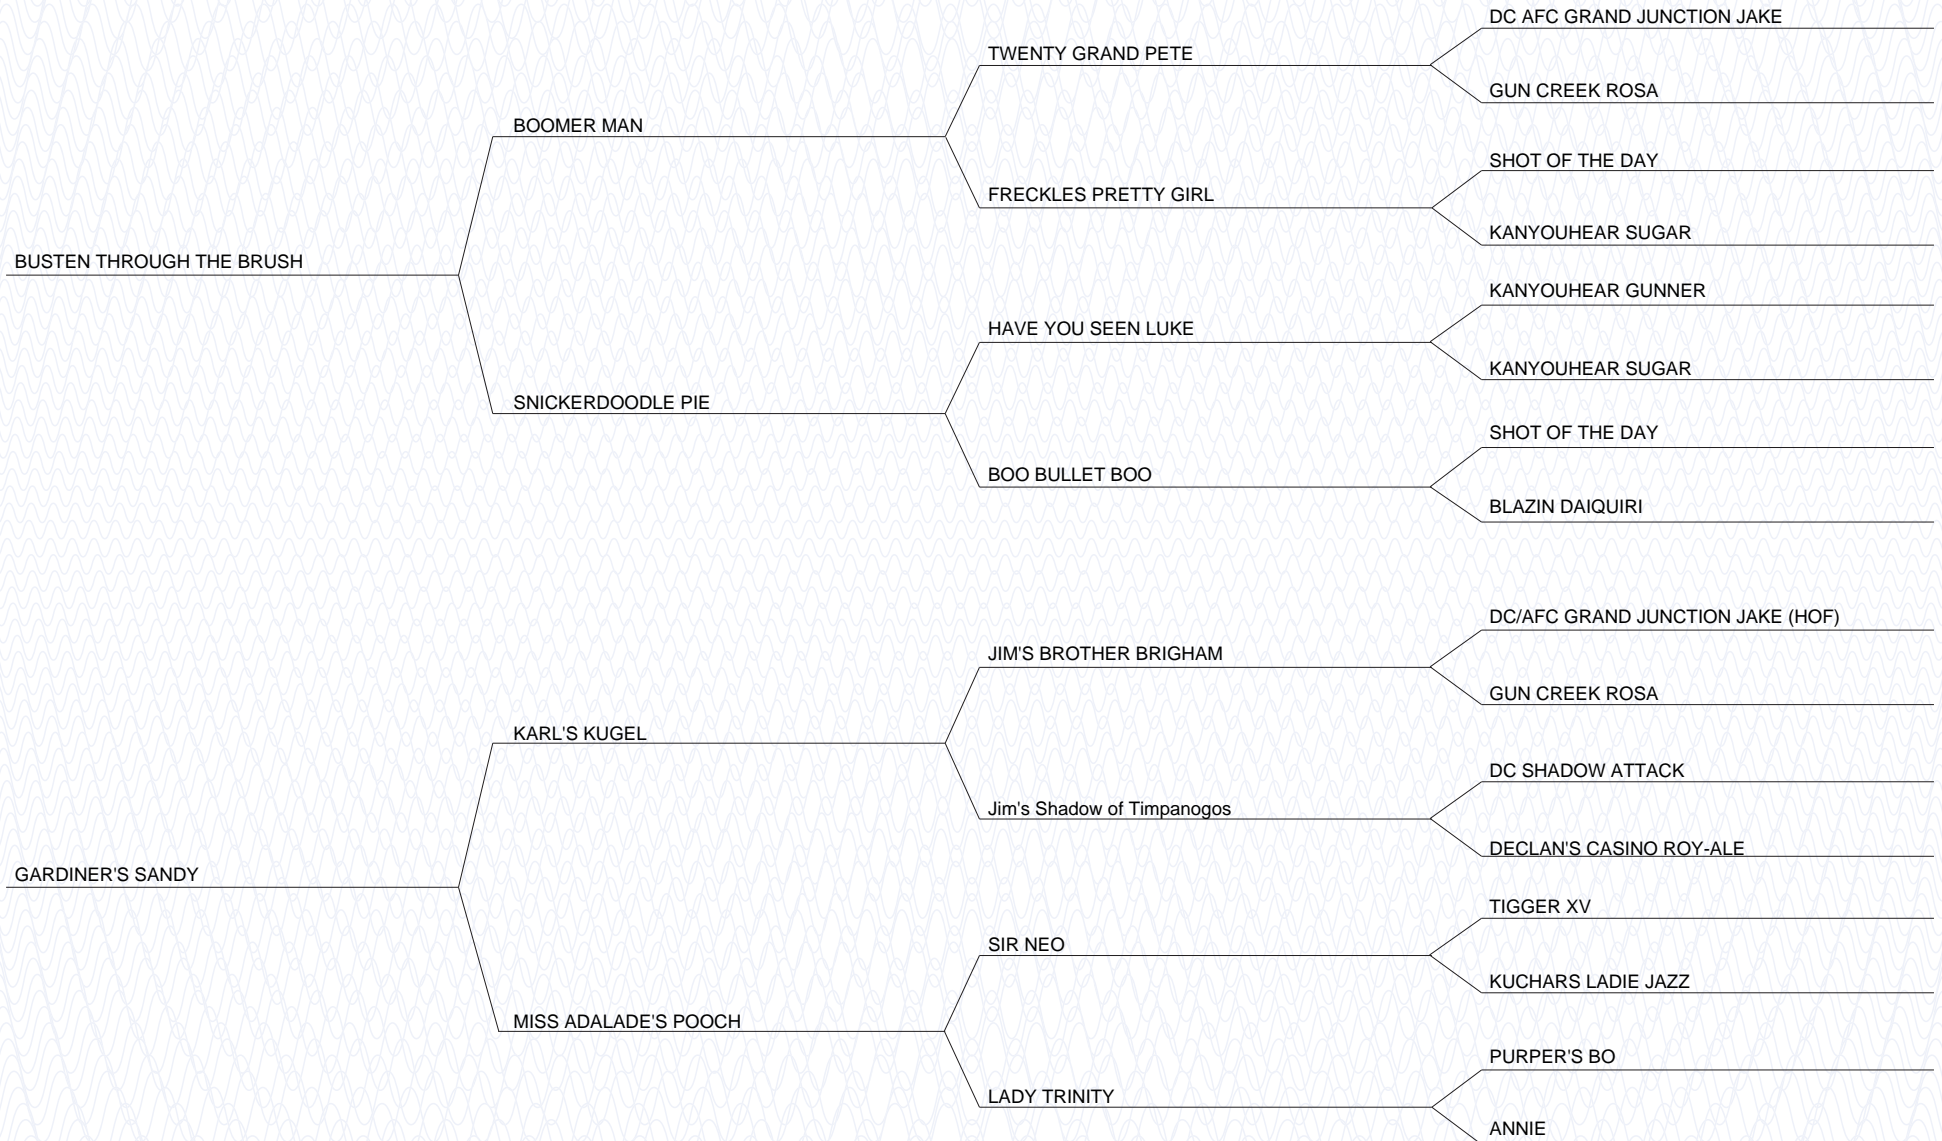 DC AFC GRAND JUNCTION JAKE
TWENTY GRAND PETE
GUN CREEK ROSA
BOOMER MAN
SHOT OF THE DAY
FRECKLES PRETTY GIRL
KANYOUHEAR SUGAR
BUSTEN THROUGH THE BRUSH
KANYOUHEAR GUNNER
HAVE YOU SEEN LUKE
KANYOUHEAR SUGAR
SNICKERDOODLE PIE
SHOT OF THE DAY
BOO BULLET BOO
BLAZIN DAIQUIRI
DC/AFC GRAND JUNCTION JAKE (HOF)
JIM'S BROTHER BRIGHAM
GUN CREEK ROSA
KARL'S KUGEL
DC SHADOW ATTACK
Jim's Shadow of Timpanogos
DECLAN'S CASINO ROY-ALE
GARDINER'S SANDY
TIGGER XV
SIR NEO
KUCHARS LADIE JAZZ
MISS ADALADE'S POOCH
PURPER'S BO
LADY TRINITY
ANNIE